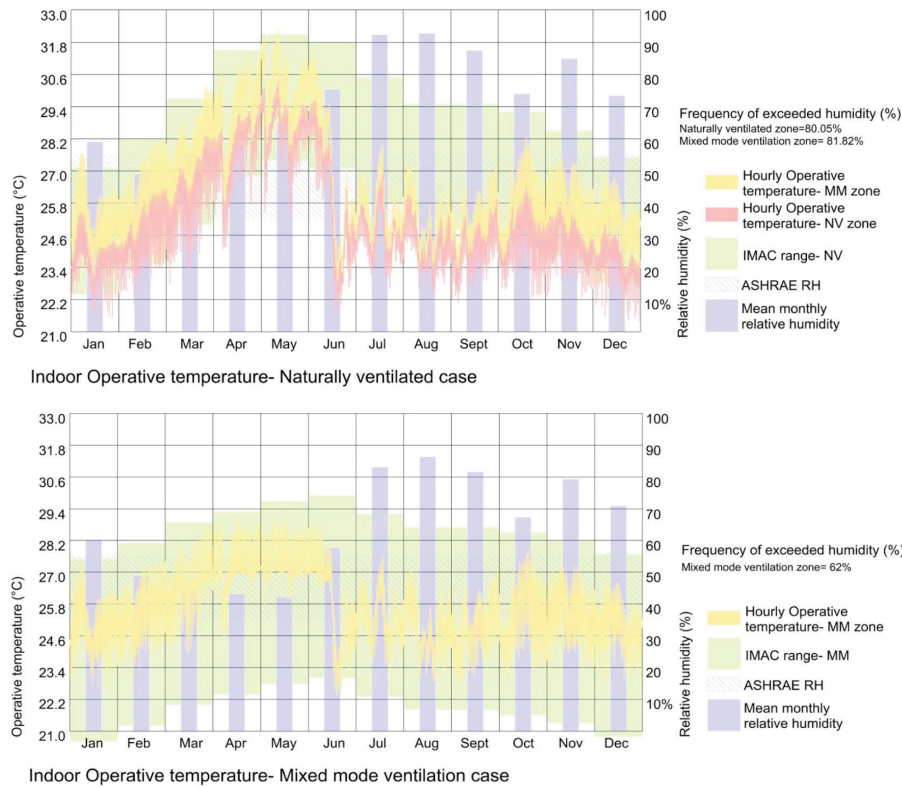 33.0
31.8
30.6
29.4
28.2
27.0
25.8
24.6
23.4
22.2
21.0
Operative temperature (°C)
Jan Feb Mar Apr May Jun Jul Aug Sept Oct Nov Dec
100
90
80
70
60
50
40
30
20
10%
Relative humidity (%)
Frequency of exceeded humidity (%)
Naturally ventilated zone=80.05%
Mixed mode ventilation zone= 81.82%
Hourly Operative
temperature- MM zone
Hourly Operative
temperature- NV zone
IMAC range- NV
ASHRAE RH
Mean monthly
relative humidity
Indoor Operative temperature- Naturally ventilated case
33.0
31.8
30.6
29.4
28.2
27.0
25.8
24.6
23.4
22.2
21.0
Operative temperature (°C)
Jan Feb Mar Apr May Jun Jul Aug Sept Oct Nov Dec
100
90
80
70
60
50
40
30
20
10%
Relative humidity (%)
Frequency of exceeded humidity (%)
Mixed mode ventilation zone= 62%
Hourly Operative
temperature- MM zone
IMAC range- MM
ASHRAE RH
Mean monthly
relative humidity
Indoor Operative temperature- Mixed mode ventilation case